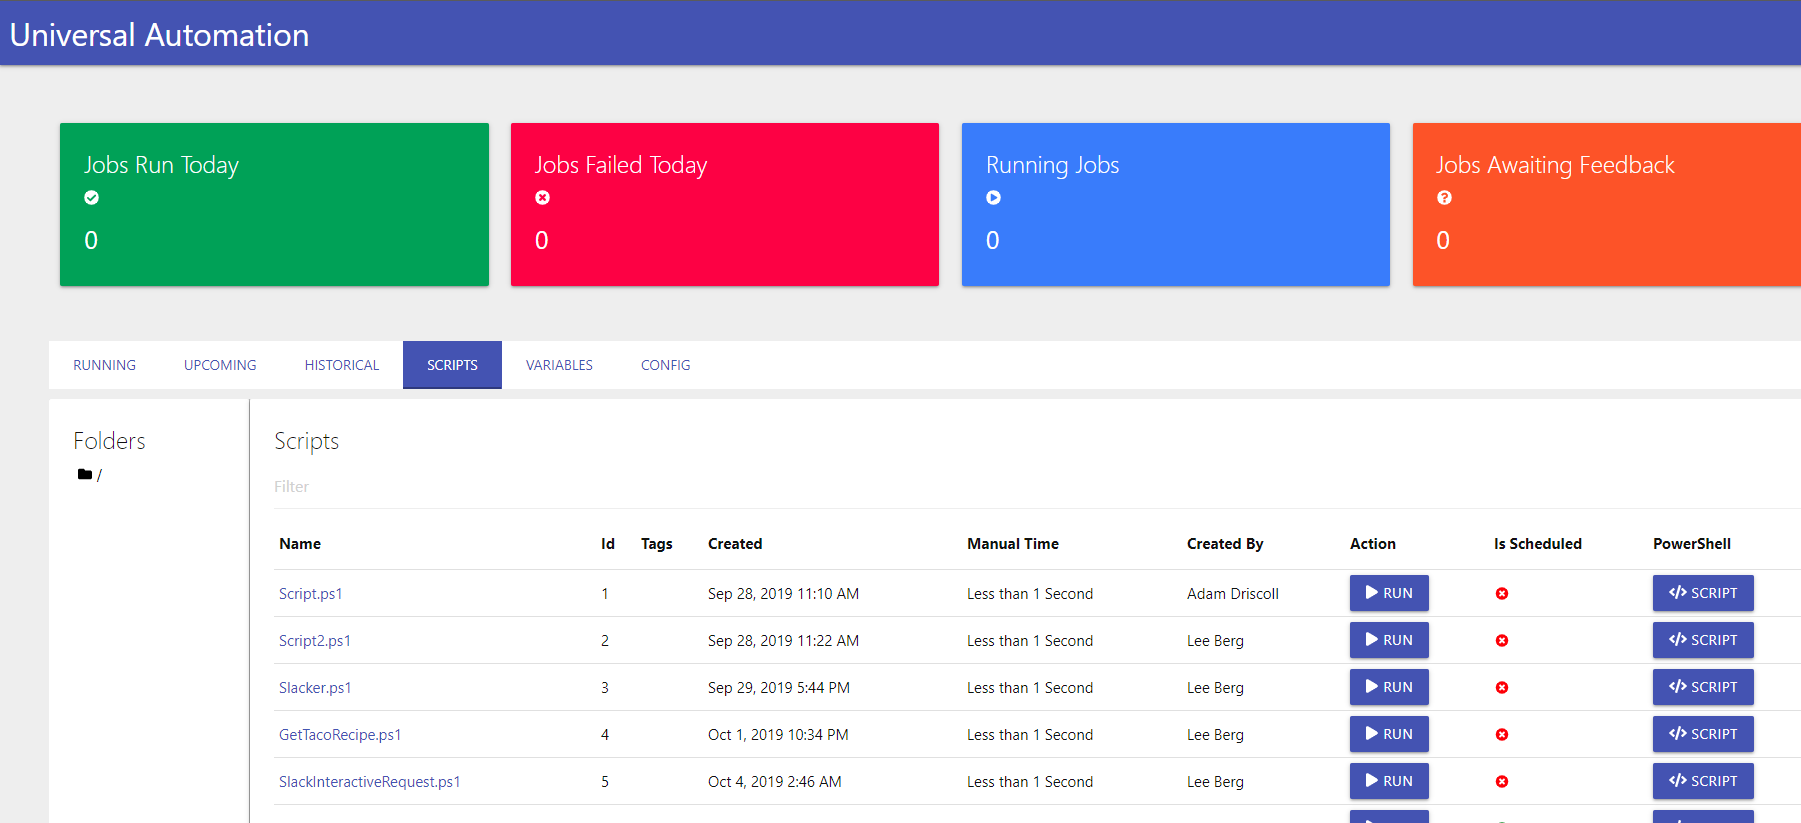 Universal Automation
Jobs Run Today
0
Jobs Failed Today
0
Running Jobs
0
Jobs Awaiting Feedback
0
RUNNING UPCOMING HISTORICAL SCRIPTS VARIABLES CONFIG
Folders
/
Scripts
Filter
Name Id Tags Created Manual Time Created By Action Is Scheduled PowerShell
Script.ps1 1 Sep 28, 2019 11:10 AM Less than 1 Second Adam Driscoll RUN </> SCRIPT
Script2.ps1 2 Sep 28, 2019 11:22 AM Less than 1 Second Lee Berg RUN </> SCRIPT
Slacker.ps1 3 Sep 29, 2019 5:44 PM Less than 1 Second Lee Berg RUN </> SCRIPT
GetTacoRecipe.ps1 4 Oct 1, 2019 10:34 PM Less than 1 Second Lee Berg RUN </> SCRIPT
SlackInteractiveRequest.ps1 5 Oct 4, 2019 2:46 AM Less than 1 Second Lee Berg RUN </> SCRIPT